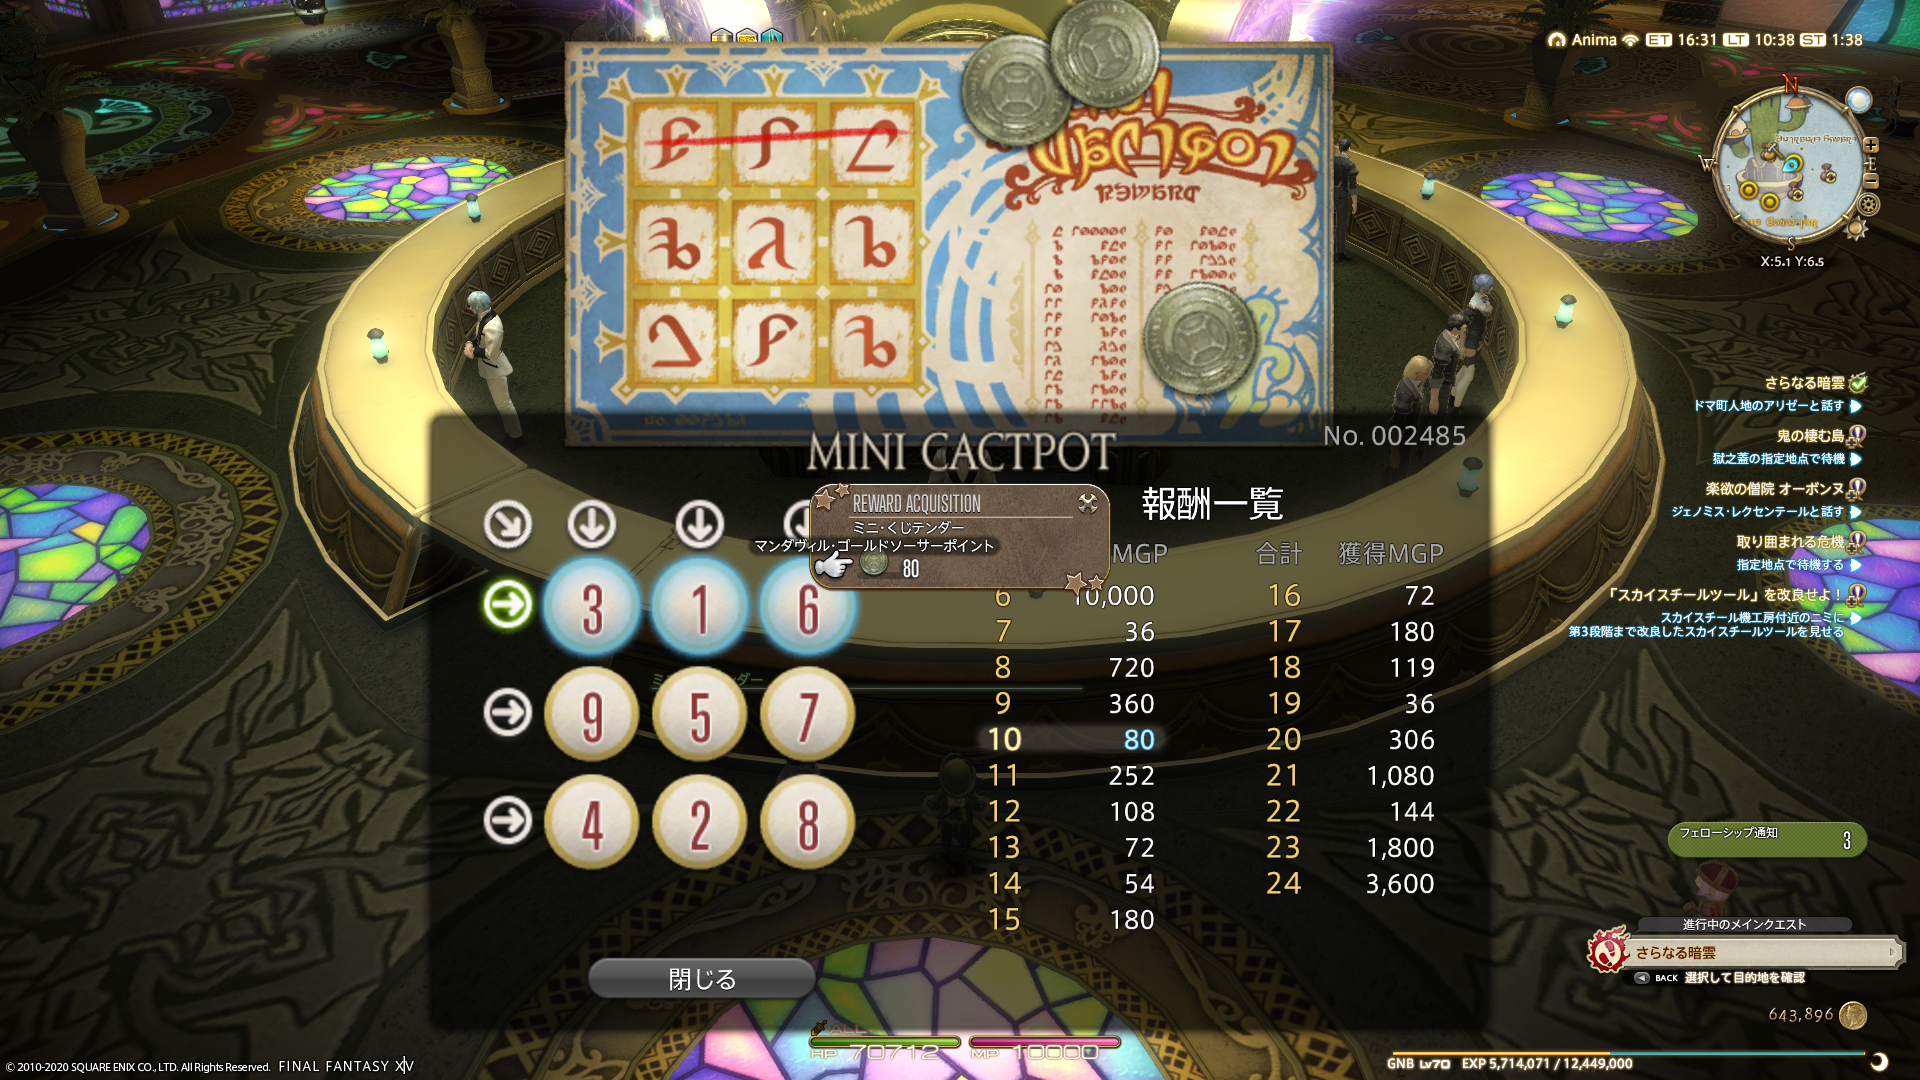 Anima ET 16:31 LT 10:38 ST 1:38
N
W
E
S
X:5.1 Y:6.5
さらなる暗雲
ドマ町人地のアリゼーと話す
鬼の棲む島
獄之蓋の指定地点で待機
楽欲の僧院 オーボンヌ
ジェノミス・レクセンテールと話す
取り囲まれる危機
指定地点で待機する
「スカイスチールツール」を改良せよ！
スカイスチール機工房付近のニミに
第3段階まで改良したスカイスチールツールを見せる
No. 002485
MINI CACTPOT
REWARD ACQUISITION
ミニ・くじテンダー
マンダヴィル・ゴールドソーサーポイント
80
報酬一覧
MGP 合計 獲得MGP
3 1 6
9 5 7
4 2 8
6 10,000 16 72
7 36 17 180
8 720 18 119
9 360 19 36
10 80 20 306
11 252 21 1,080
12 108 22 144
13 72 23 1,800
14 54 24 3,600
15 180
閉じる
フェローシップ通知 3
進行中のメインクエスト
さらなる暗雲
BACK 選択して目的地を確認
643,896
ALL
HP 70712 MP 10000
GNB Lv70 EXP 5,714,071 / 12,449,000
© 2010-2020 SQUARE ENIX CO., LTD. All Rights Reserved. FINAL FANTASY XIV